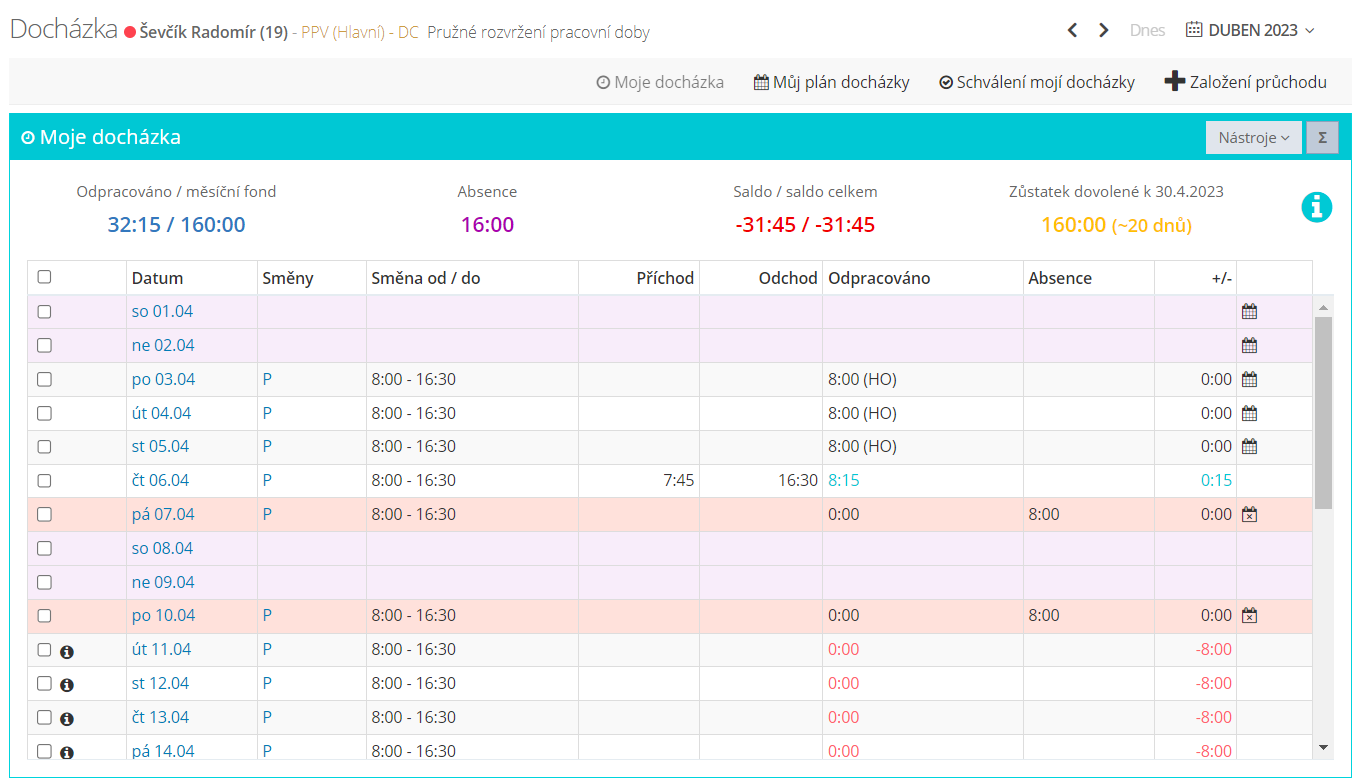 Docházka Ševčík Radomír (19) - PPV (Hlavní) - DC Pružné rozvržení pracovní doby Dnes DUBEN 2023
Moje docházka Můj plán docházky Schválení mojí docházky Založení průchodu
Moje docházka Nástroje Σ
Odpracováno / měsíční fond Absence Saldo / saldo celkem Zůstatek dovolené k 30.4.2023
32:15 / 160:00 16:00 -31:45 / -31:45 160:00 (~20 dnů)
Datum Směny Směna od / do Příchod Odchod Odpracováno Absence +/-
so 01.04
ne 02.04
po 03.04 P 8:00 - 16:30 8:00 (HO) 0:00
út 04.04 P 8:00 - 16:30 8:00 (HO) 0:00
st 05.04 P 8:00 - 16:30 8:00 (HO) 0:00
čt 06.04 P 8:00 - 16:30 7:45 16:30 8:15 0:15
pá 07.04 P 8:00 - 16:30 0:00 8:00 0:00
so 08.04
ne 09.04
po 10.04 P 8:00 - 16:30 0:00 8:00 0:00
út 11.04 P 8:00 - 16:30 0:00 -8:00
st 12.04 P 8:00 - 16:30 0:00 -8:00
čt 13.04 P 8:00 - 16:30 0:00 -8:00
pá 14.04 P 8:00 - 16:30 0:00 -8:00